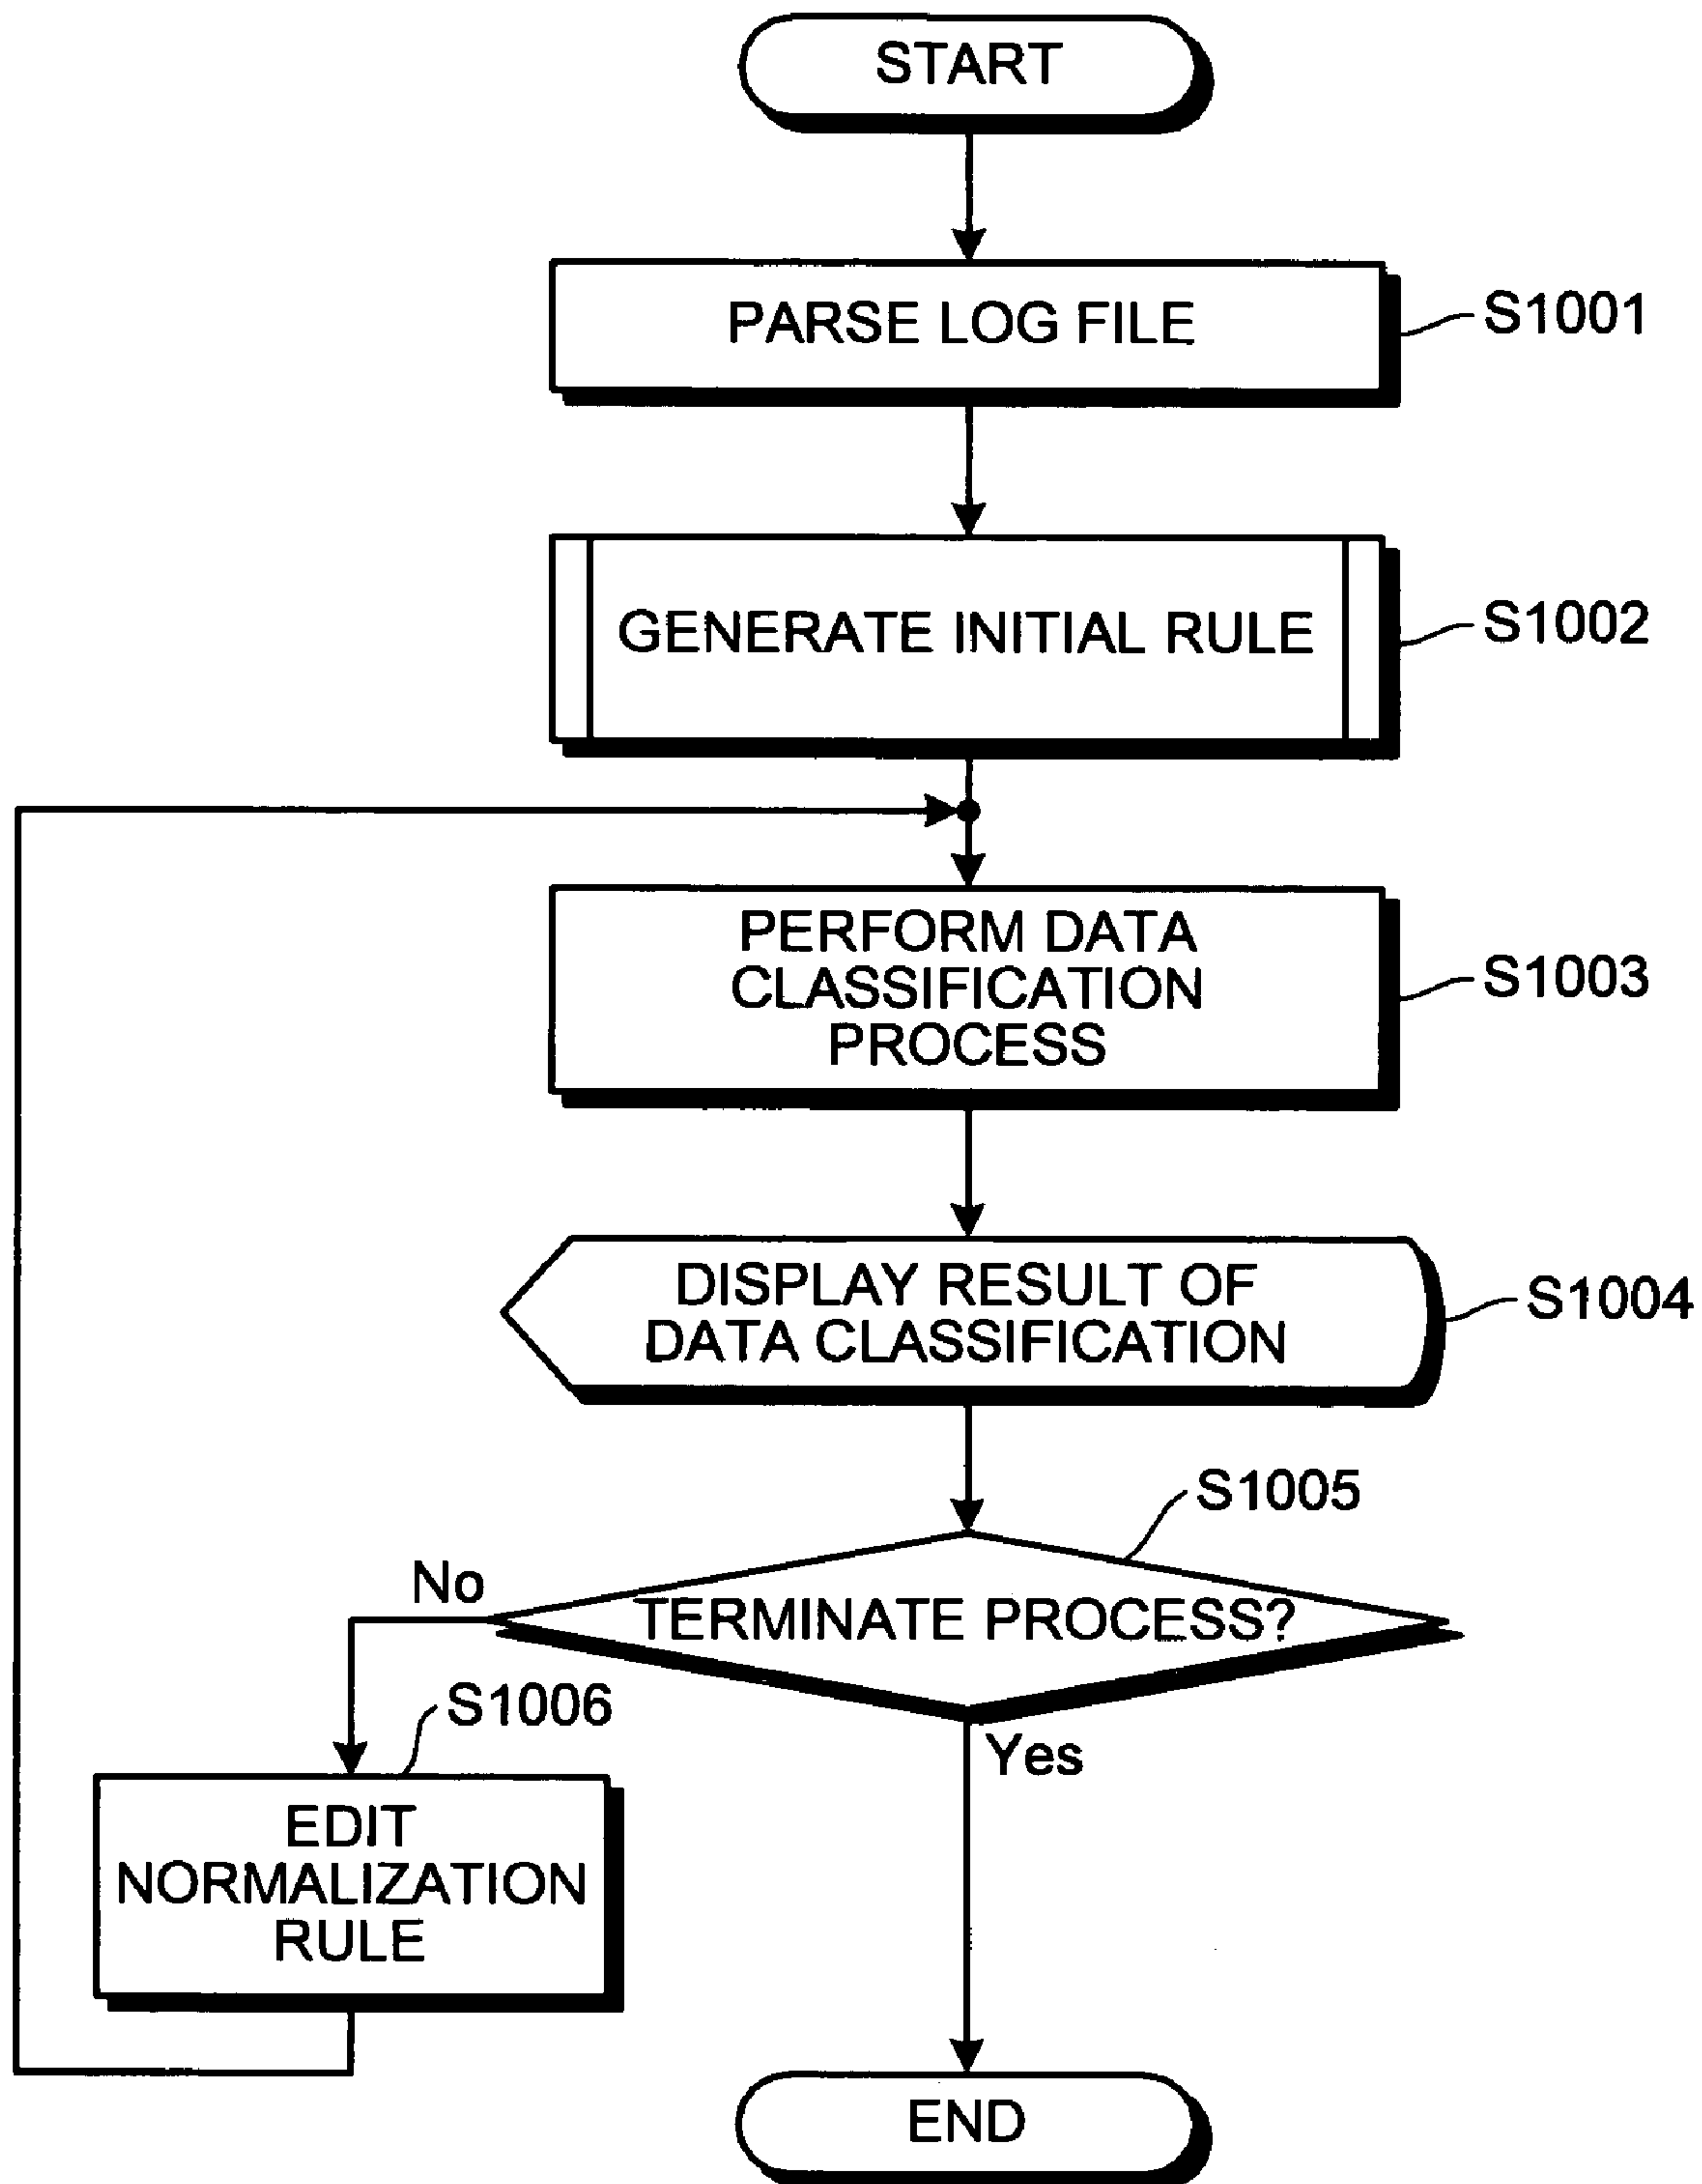 START
PARSE LOG FILE
S1001
GENERATE INITIAL RULE
S1002
PERFORM DATA
CLASSIFICATION
PROCESS
S1003
DISPLAY RESULT OF
DATA CLASSIFICATION
S1004
S1005
No
TERMINATE PROCESS?
S1006
Yes
EDIT
NORMALIZATION
RULE
END